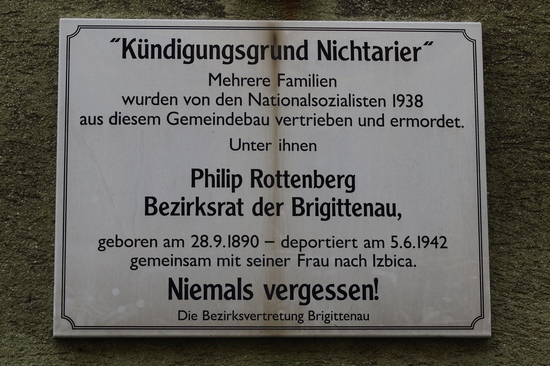 "Kündigungsgrund Nichtarier"
Mehrere Familien
wurden von den Nationalsozialisten 1938
aus diesem Gemeindebau vertrieben und ermordet.
Unter ihnen
Philip Rottenberg
Bezirksrat der Brigittenau,
geboren am 28.9.1890 – deportiert am 5.6.1942
gemeinsam mit seiner Frau nach Izbica.
Niemals vergessen!
Die Bezirksvertretung Brigittenau